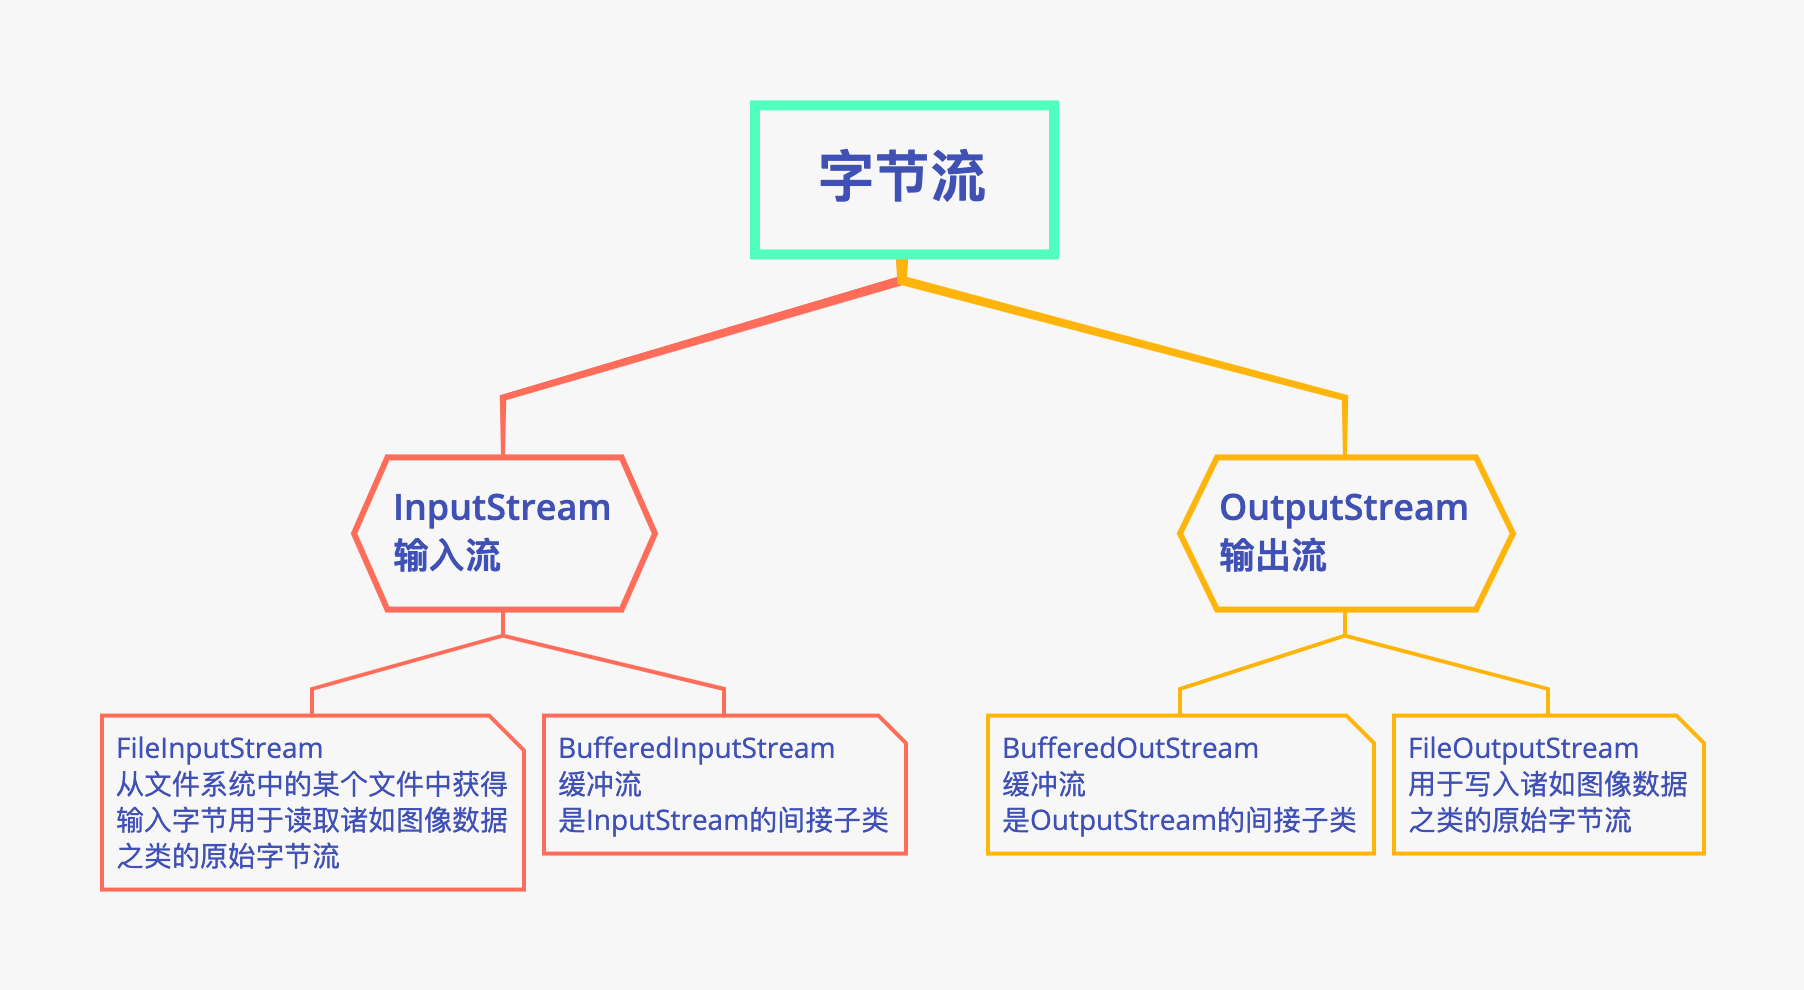 字节流
InputStream
输入流
OutputStream
输出流
FileInputStream
从文件系统中的某个文件中获得
输入字节用于读取诸如图像数据
之类的原始字节流
BufferedInputStream
缓冲流
是InputStream的间接子类
BufferedOutStream
缓冲流
是OutputStream的间接子类
FileOutputStream
用于写入诸如图像数据
之类的原始字节流